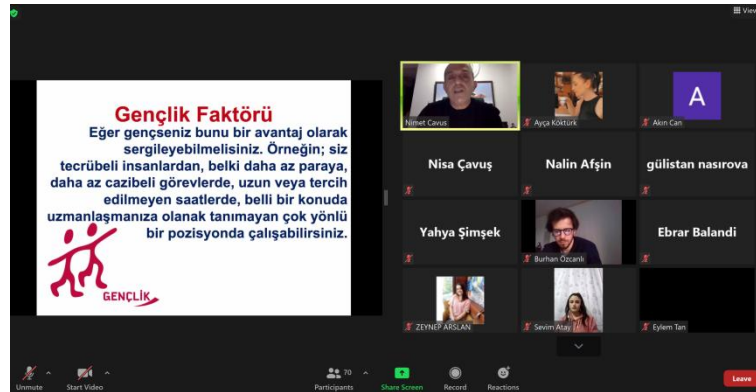 View
Gençlik Faktörü
Eğer gençseniz bunu bir avantaj olarak
sergileyebilmelisiniz. Örneğin; siz
tecrübeli insanlardan, belki daha az paraya,
daha az cazibeli görevlerde, uzun veya tercih
edilmeyen saatlerde, belli bir konuda
uzmanlaşmanıza olanak tanımayan çok yönlü
bir pozisyonda çalışabilirsiniz.
GENÇLİK
Nimet Cavus
Ayça Köktürk
A
Akın Can
Nisa Çavuş
Nalin Afşin
gülistan nasırova
Yahya Şimşek
Burhan Özcanlı
Ebrar Balandi
ZEYNEP ARSLAN
Sevim Atay
Eylem Tan
Unmute
Start Video
70
Participants
Share Screen
Record
Reactions
Leave